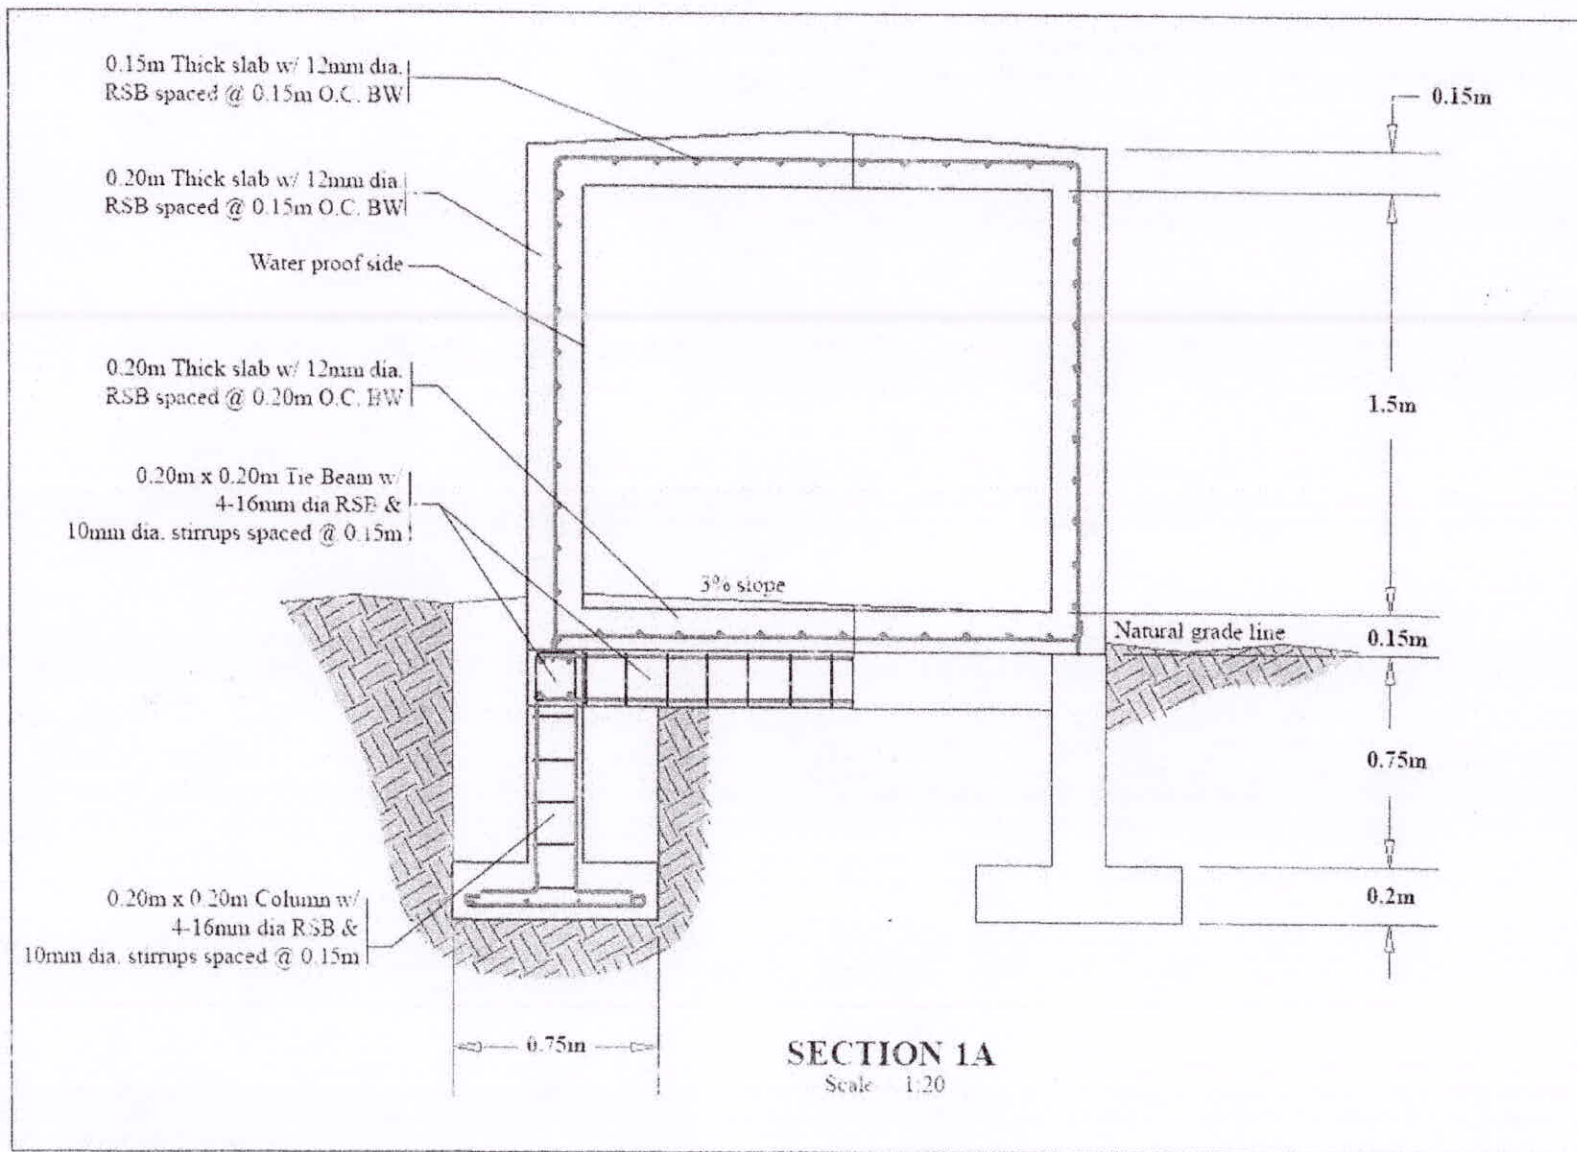 0.15m Thick slab w/ 12mm dia.
RSB spaced @ 0.15m O.C. BW
0.15m
0.20m Thick slab w/ 12mm dia.
RSB spaced @ 0.15m O.C. BW
Water proof side
0.20m Thick slab w/ 12mm dia.
RSB spaced @ 0.20m O.C. BW
1.5m
0.20m x 0.20m Tie Beam w/
4-16mm dia RSB &
10mm dia. stirrups spaced @ 0.15m
3% slope
Natural grade line
0.15m
0.75m
0.20m x 0.20m Column w/
4-16mm dia RSB &
10mm dia. stirrups spaced @ 0.15m
0.2m
0.75m
SECTION 1A
Scale 1:20